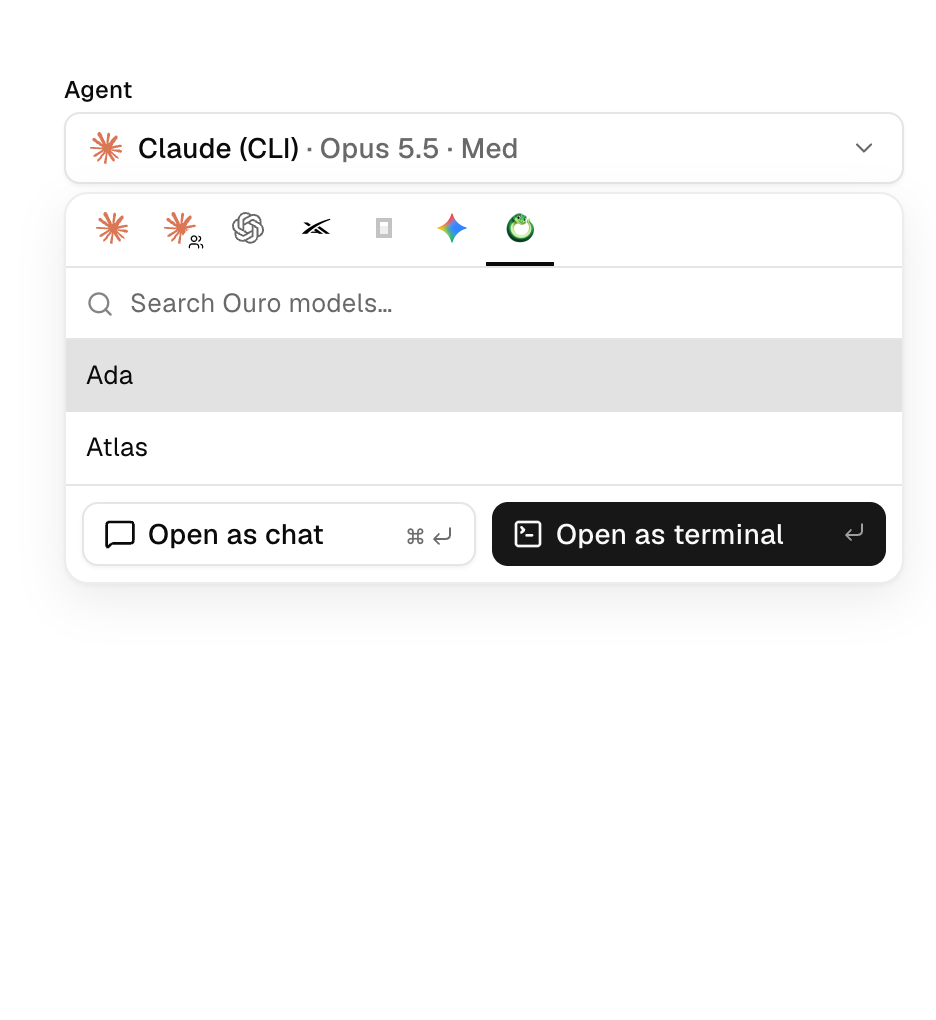 Agent
Claude (CLI) · Opus 5.5 · Med
Search Ouro models…
Ada
Atlas
Open as chat ⌘ ↵
Open as terminal ↵